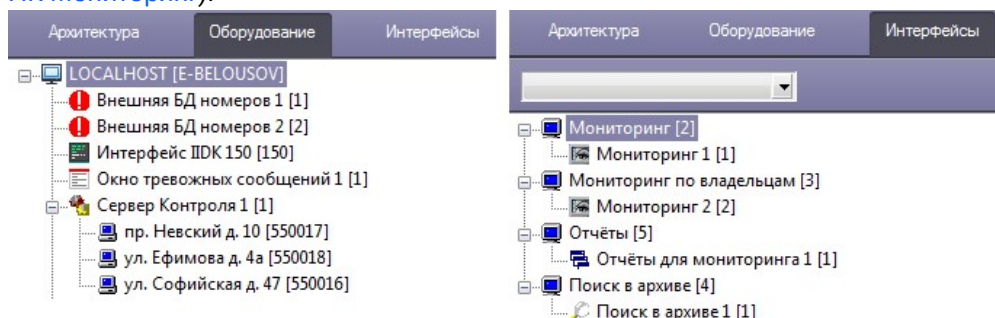 Архитектура Оборудование Интерфейсы
LOCALHOST [E-BELOUSOV]
Внешняя БД номеров 1 [1]
Внешняя БД номеров 2 [2]
Интерфейс IIDK 150 [150]
Окно тревожных сообщений 1 [1]
Сервер Контроля 1 [1]
пр. Невский д. 10 [550017]
ул. Ефимова д. 4а [550018]
ул. Софийская д. 47 [550016]
Архитектура Оборудование Интерфейсы
Мониторинг [2]
Мониторинг 1 [1]
Мониторинг по владельцам [3]
Мониторинг 2 [2]
Отчёты [5]
Отчёты для мониторинга 1 [1]
Поиск в архиве [4]
Поиск в архиве 1 [1]